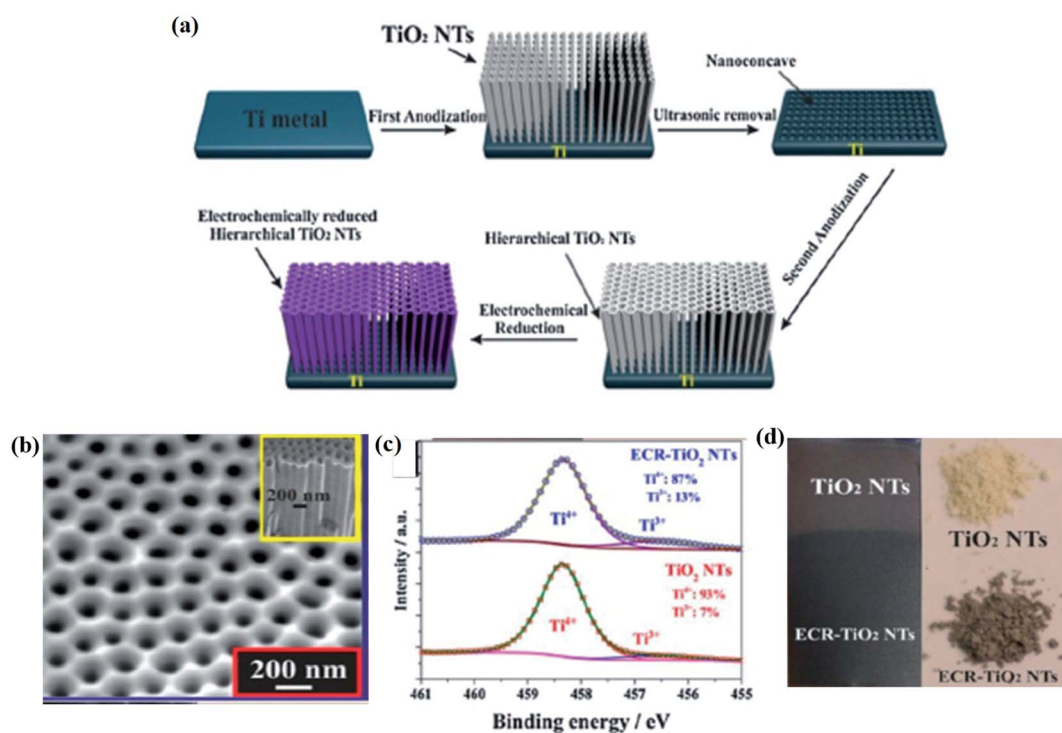 (a)
TiO₂ NTs
Nanoconcave
Ti metal
First Anodization
Ti
Ultrasonic removal
Ti
Second Anodization
Electrochemically reduced
Hierarchical TiO₂ NTs
Hierarchical TiO₂ NTs
Electrochemical
Reduction
Ti
Ti
(b)
200 nm
200 nm
(c)
ECR-TiO₂ NTs
Ti⁴⁺: 87%
Ti³⁺: 13%
Ti⁴⁺
Ti³⁺
TiO₂ NTs
Ti⁴⁺: 93%
Ti³⁺: 7%
Ti⁴⁺
Ti³⁺
Intensity / a.u.
461 460 459 458 457 456 455
Binding energy / eV
(d)
TiO₂ NTs
TiO₂ NTs
ECR-TiO₂ NTs
ECR-TiO₂ NTs